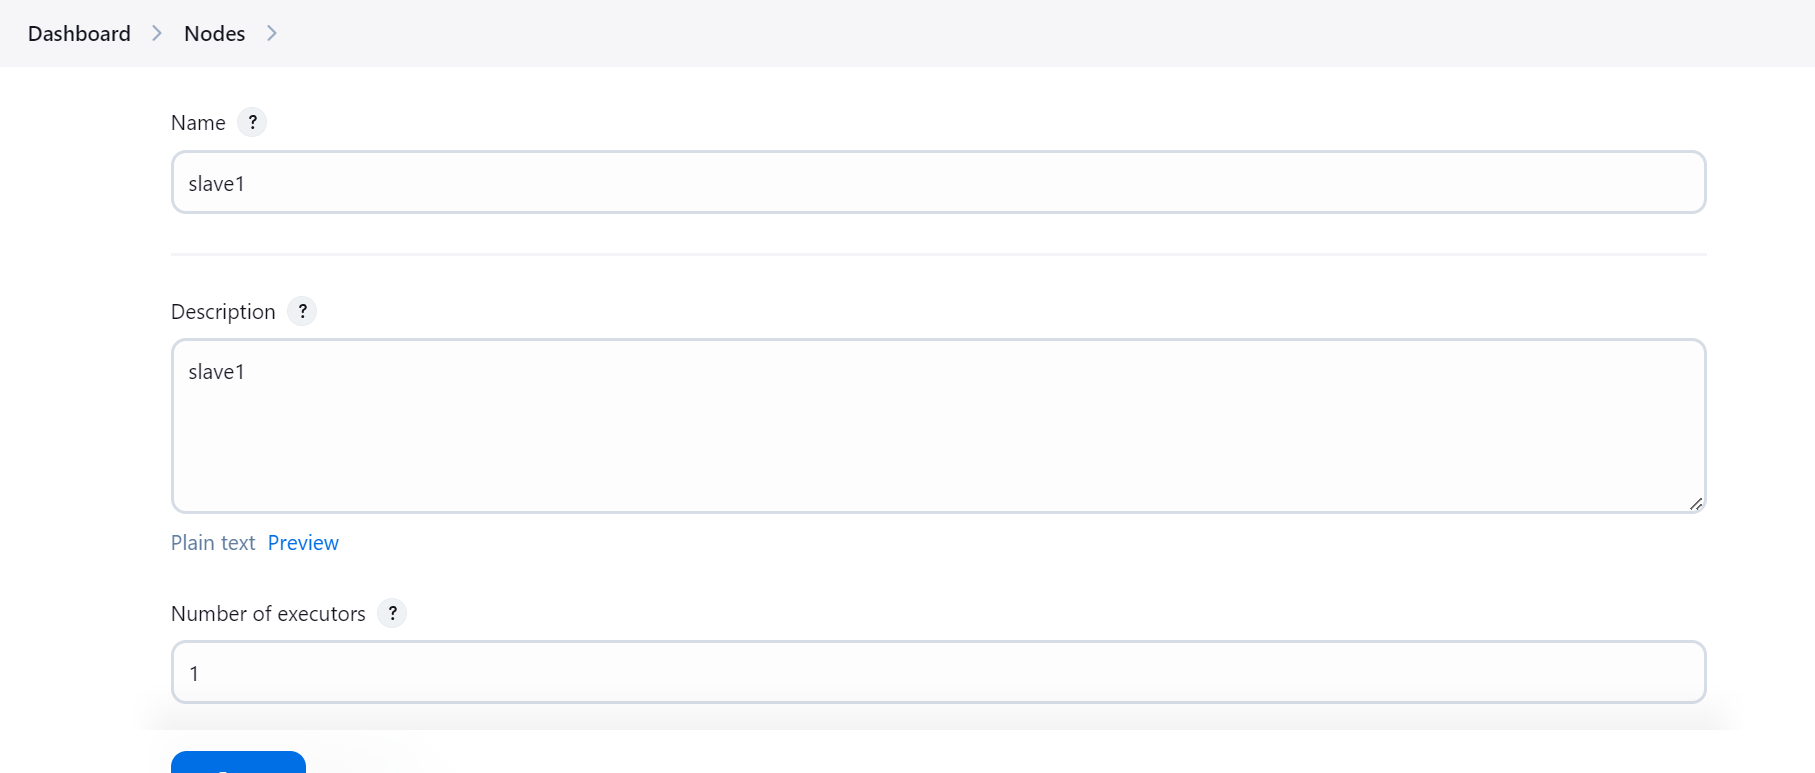 Dashboard > Nodes >
Name ?
slave1
Description ?
slave1
Plain text Preview
Number of executors ?
1